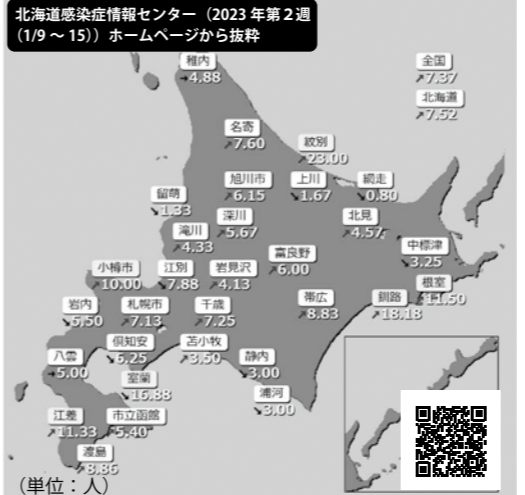 北海道感染症情報センター（2023 年第２週
（1/9 ～ 15））ホームページから抜粋
稚内
→4.88
全国
↗7.37
北海道
↗7.52
名寄
↗7.60
紋別
↗23.00
旭川市
↗6.15
上川
↘1.67
網走
↘0.80
留萌
↘1.33
深川
↗5.67
北見
↗4.57
滝川
↗4.33
富良野
↗6.00
中標津
↘3.25
小樽市
↗10.00
江別
↘7.88
岩見沢
↗4.13
根室
11.50
岩内
↘5.50
札幌市
↗7.13
千歳
↗7.25
帯広
↗8.83
釧路
↗18.18
倶知安
↘6.25
苫小牧
↗3.50
八雲
→5.00
静内
↘3.00
室蘭
↘16.88
浦河
↘3.00
江差
↗11.33
市立函館
5.40
渡島
↗8.86
（単位：人）